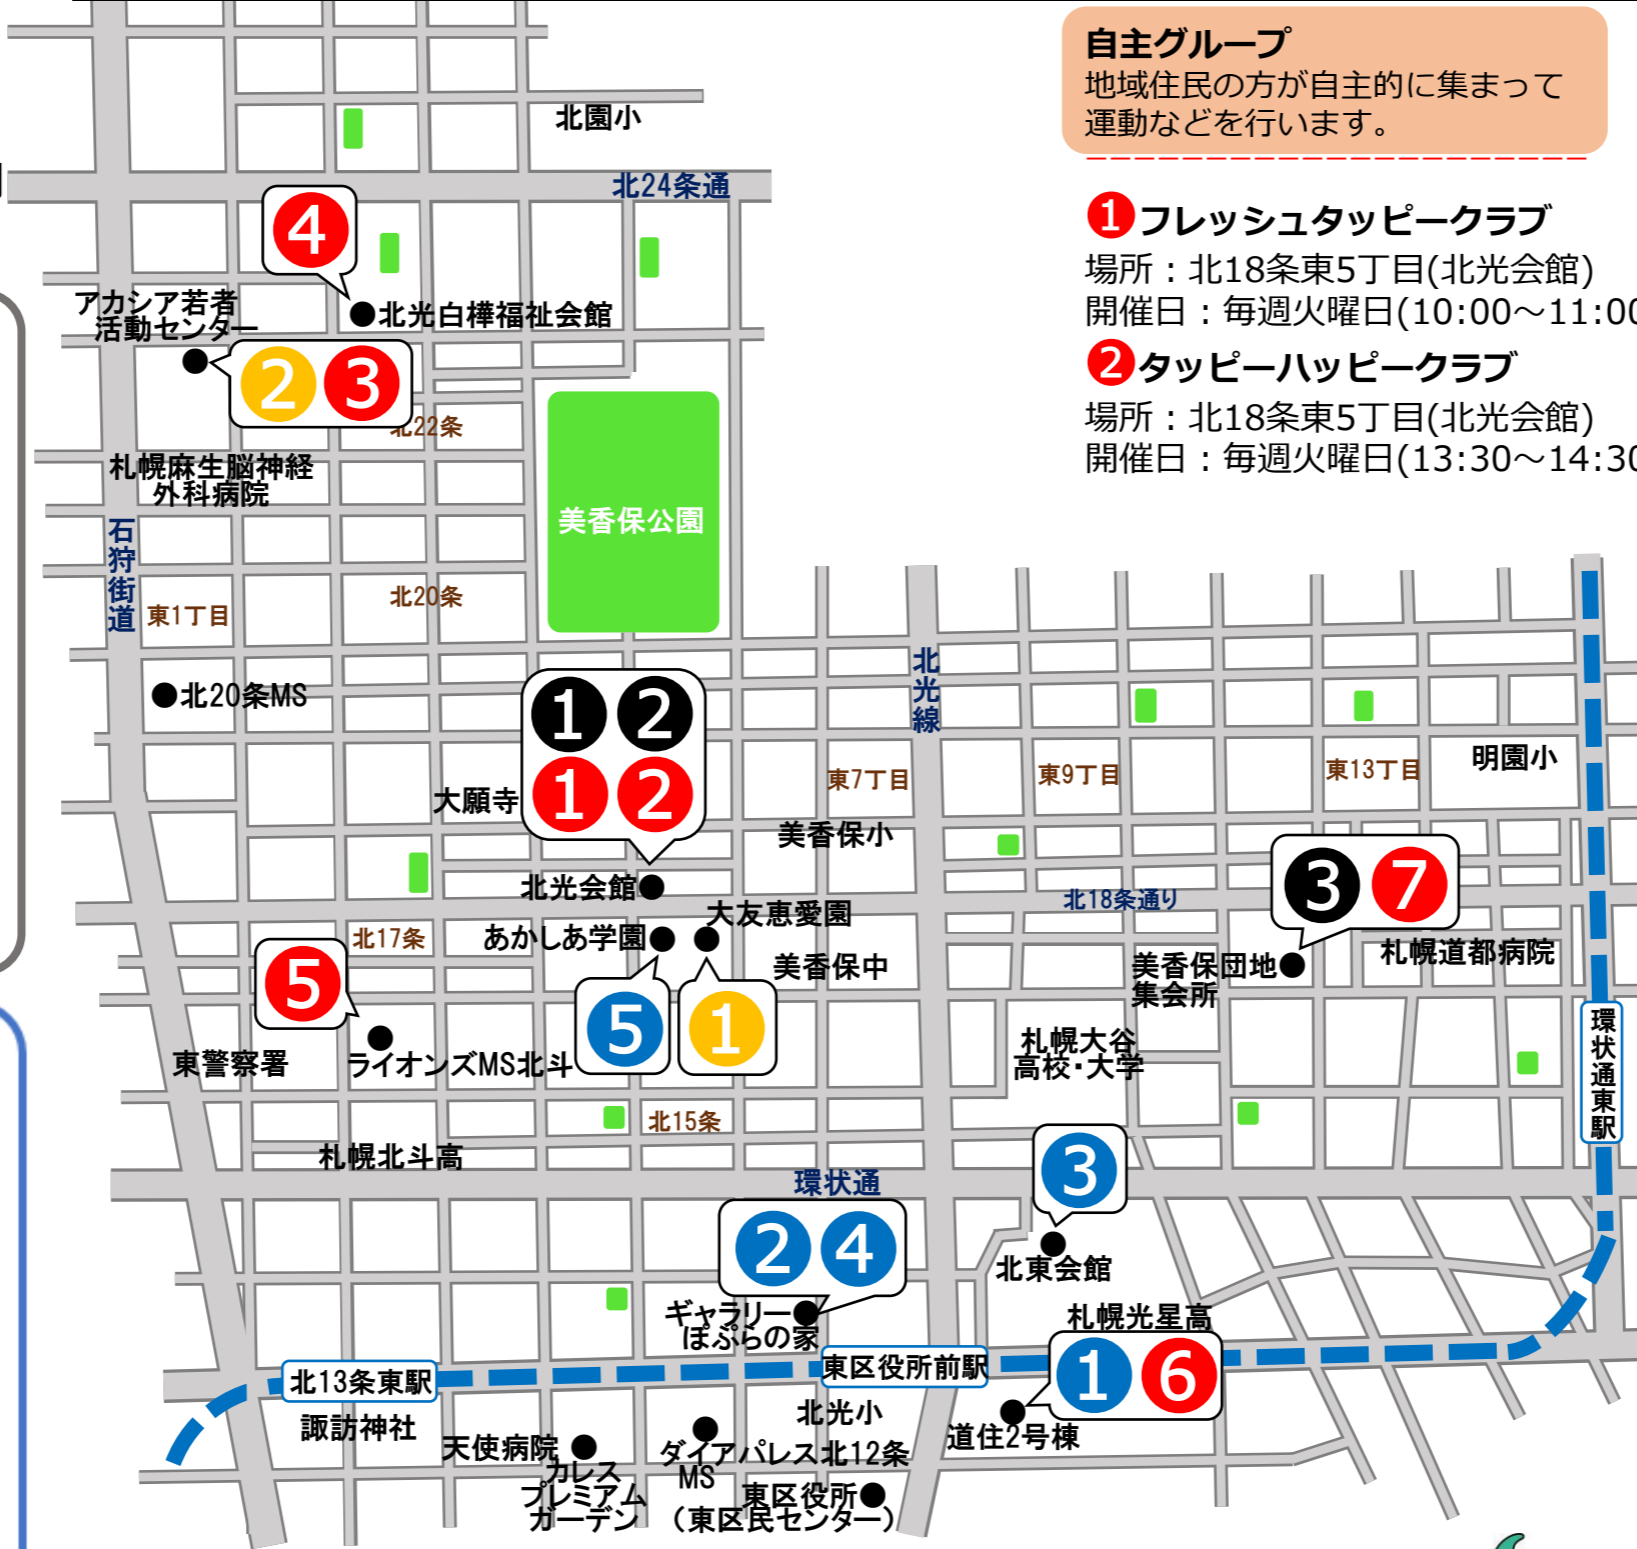 自主グループ
地域住民の方が自主的に集まって
運動などを行います。
❶フレッシュタッピークラブ
場所：北18条東5丁目(北光会館)
開催日：毎週火曜日(10:00～11:00
❷タッピーハッピークラブ
場所：北18条東5丁目(北光会館)
開催日：毎週火曜日(13:30～14:30
北園小
北24条通
4
アカシア若者
活動センター
●北光白樺福祉会館
2 3
北22条
札幌麻生脳神経
外科病院
美香保公園
石狩街道
北20条
東1丁目
北光線
●北20条MS
1 2
1 2
大願寺
東7丁目
東9丁目
東13丁目
明園小
美香保小
北光会館●
3 7
北18条通り
大友恵愛園
北17条
あかしあ学園
美香保中
美香保団地●
集会所
札幌道都病院
5
5
1
東警察署
ライオンズMS北斗
札幌大谷
高校・大学
環状通東駅
北15条
札幌北斗高
環状通
3
2 4
北東会館
ギャラリー●
ぽぷらの家
札幌光星高
1 6
東区役所前駅
北13条東駅
諏訪神社
北光小
道住2号棟
天使病院
カレス
プレミアム
ガーデン
ダイアパレス北12条
MS
東区役所●
（東区民センター）